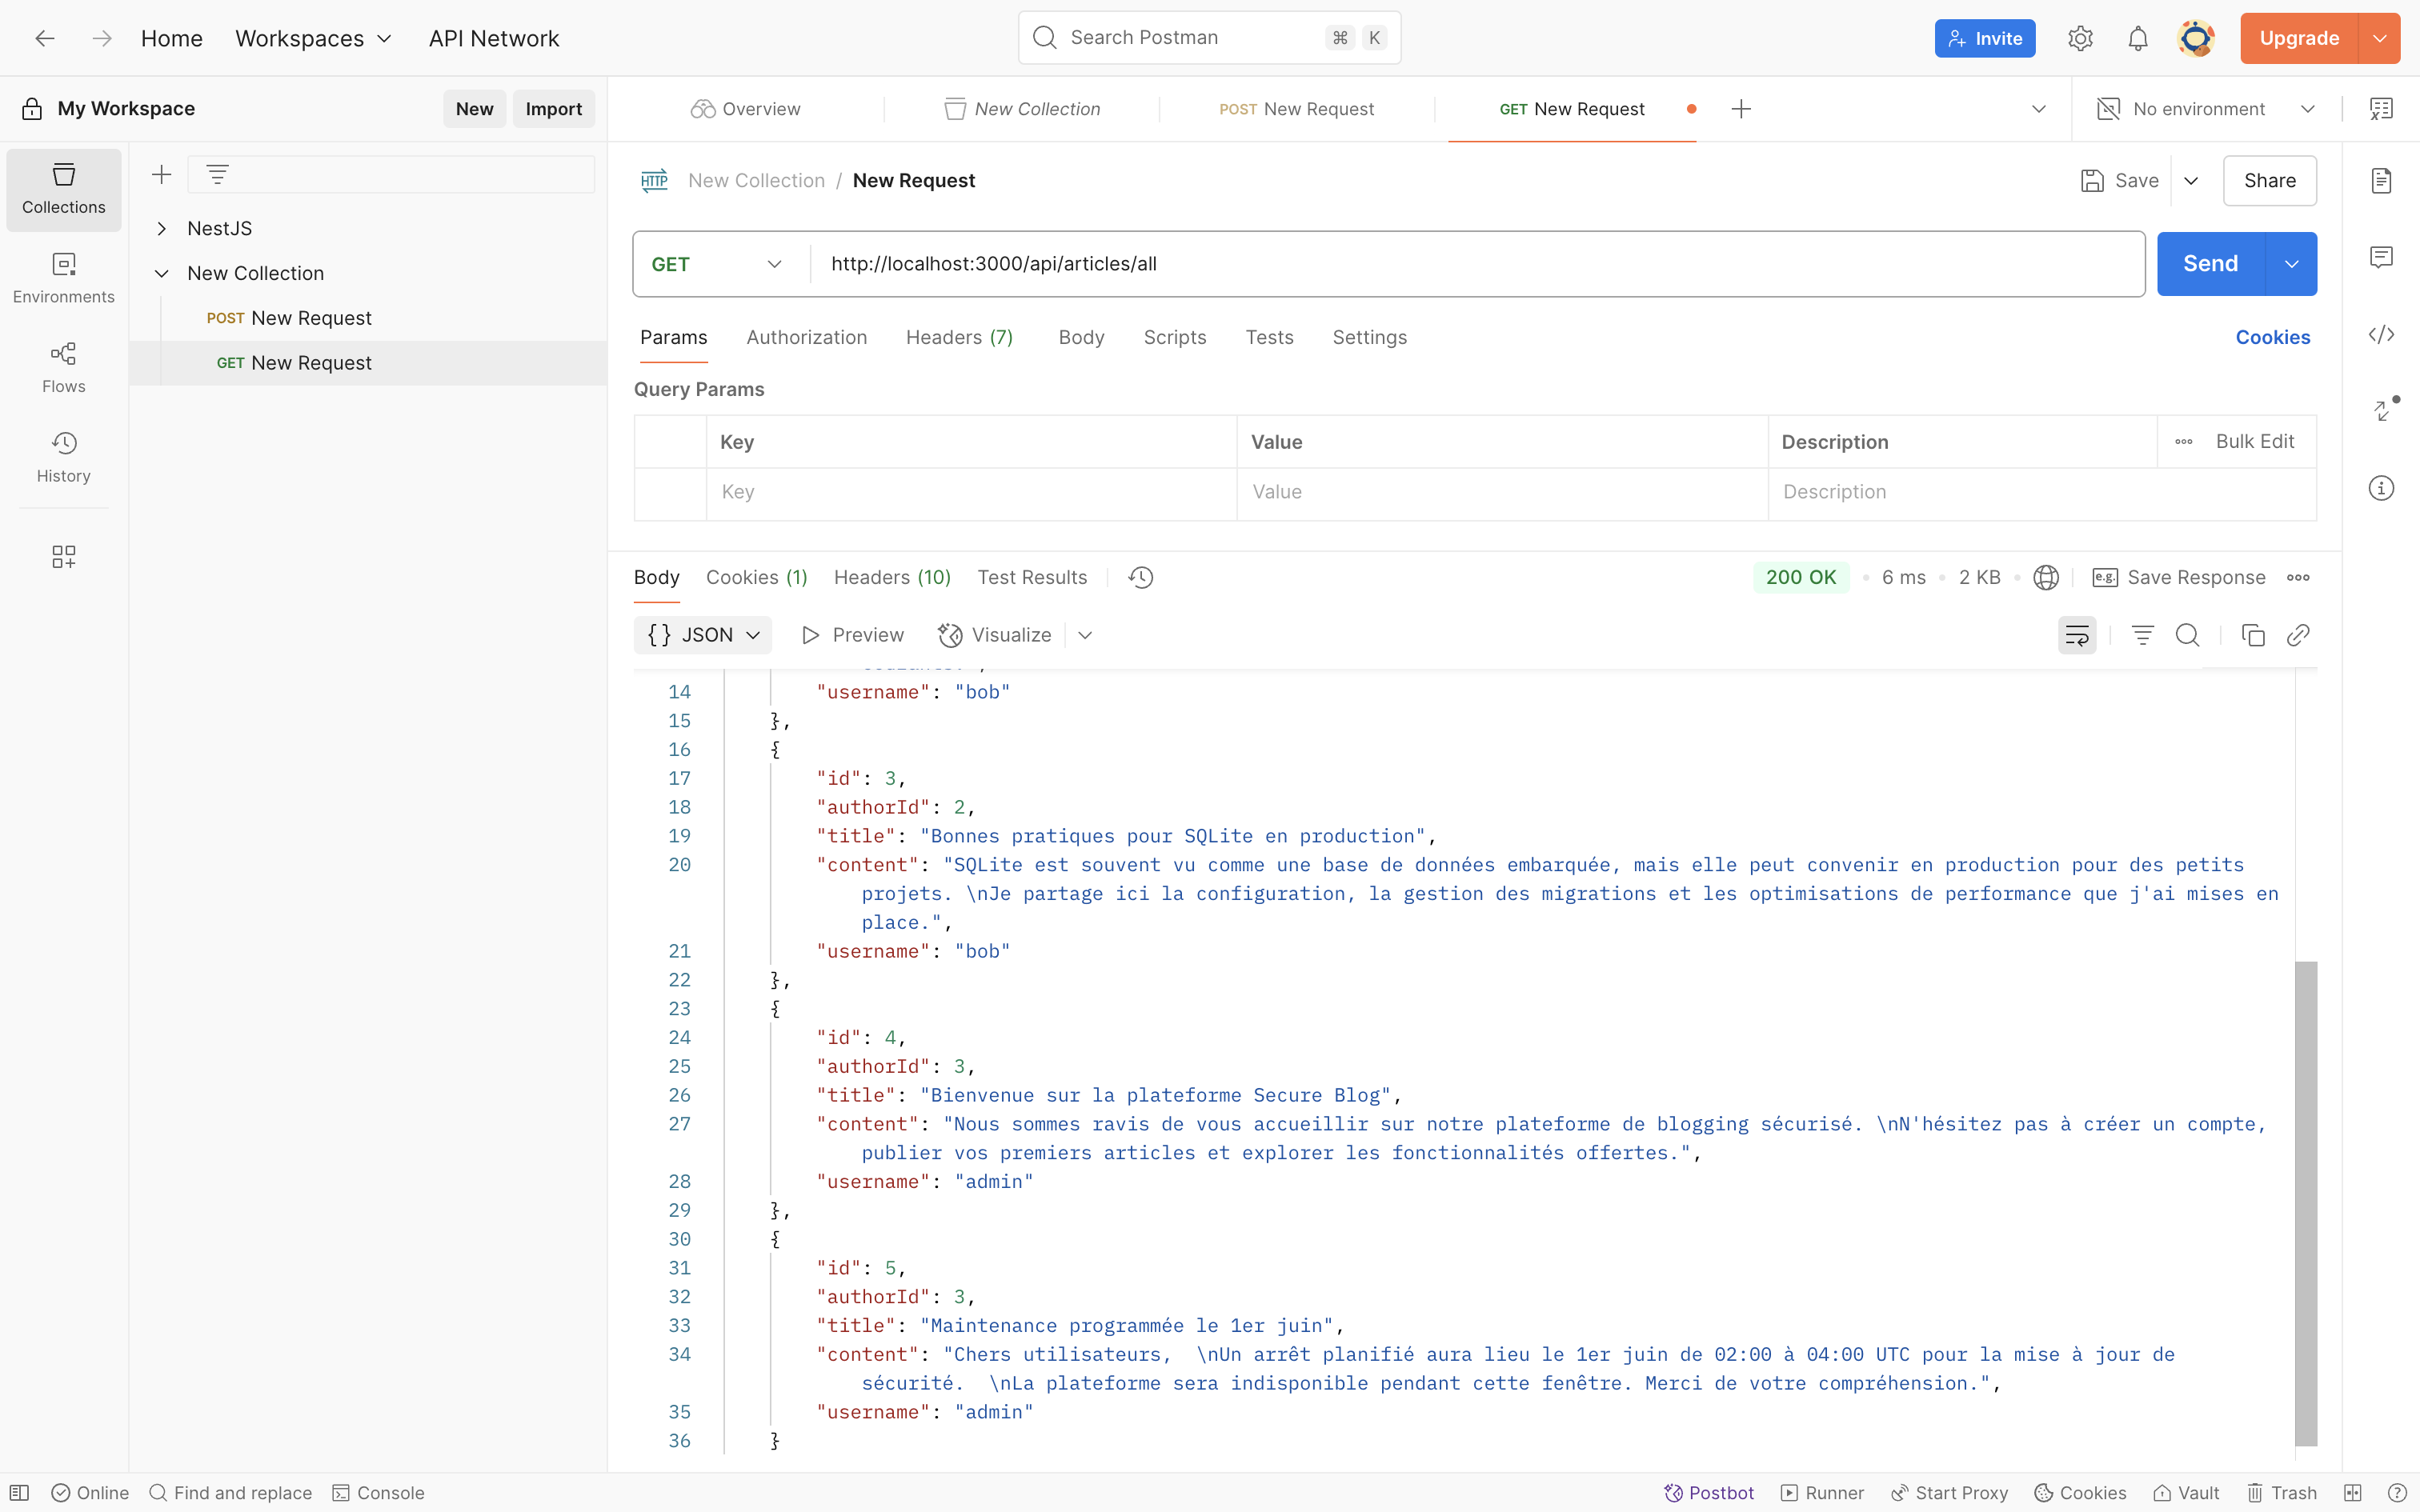 Home Workspaces API Network Search Postman ⌘ K Invite Upgrade
My Workspace New Import Overview New Collection POST New Request GET New Request No environment
Collections
Environments
Flows
History
NestJS
New Collection
POST New Request
GET New Request
HTTP New Collection / New Request Save Share
GET http://localhost:3000/api/articles/all Send
Params Authorization Headers (7) Body Scripts Tests Settings Cookies
Query Params
Key Value Description Bulk Edit
Key Value Description
Body Cookies (1) Headers (10) Test Results 200 OK • 6 ms • 2 KB • e.g. Save Response
{} JSON Preview Visualize
14 "username": "bob"
15 },
16 {
17 "id": 3,
18 "authorId": 2,
19 "title": "Bonnes pratiques pour SQLite en production",
20 "content": "SQLite est souvent vu comme une base de données embarquée, mais elle peut convenir en production pour des petits
projets. \nJe partage ici la configuration, la gestion des migrations et les optimisations de performance que j'ai mises en
place.",
21 "username": "bob"
22 },
23 {
24 "id": 4,
25 "authorId": 3,
26 "title": "Bienvenue sur la plateforme Secure Blog",
27 "content": "Nous sommes ravis de vous accueillir sur notre plateforme de blogging sécurisé. \nN'hésitez pas à créer un compte,
publier vos premiers articles et explorer les fonctionnalités offertes.",
28 "username": "admin"
29 },
30 {
31 "id": 5,
32 "authorId": 3,
33 "title": "Maintenance programmée le 1er juin",
34 "content": "Chers utilisateurs,  \nUn arrêt planifié aura lieu le 1er juin de 02:00 à 04:00 UTC pour la mise à jour de
sécurité.  \nLa plateforme sera indisponible pendant cette fenêtre. Merci de votre compréhension.",
35 "username": "admin"
36 }
Online Find and replace Console Postbot Runner Start Proxy Cookies Vault Trash